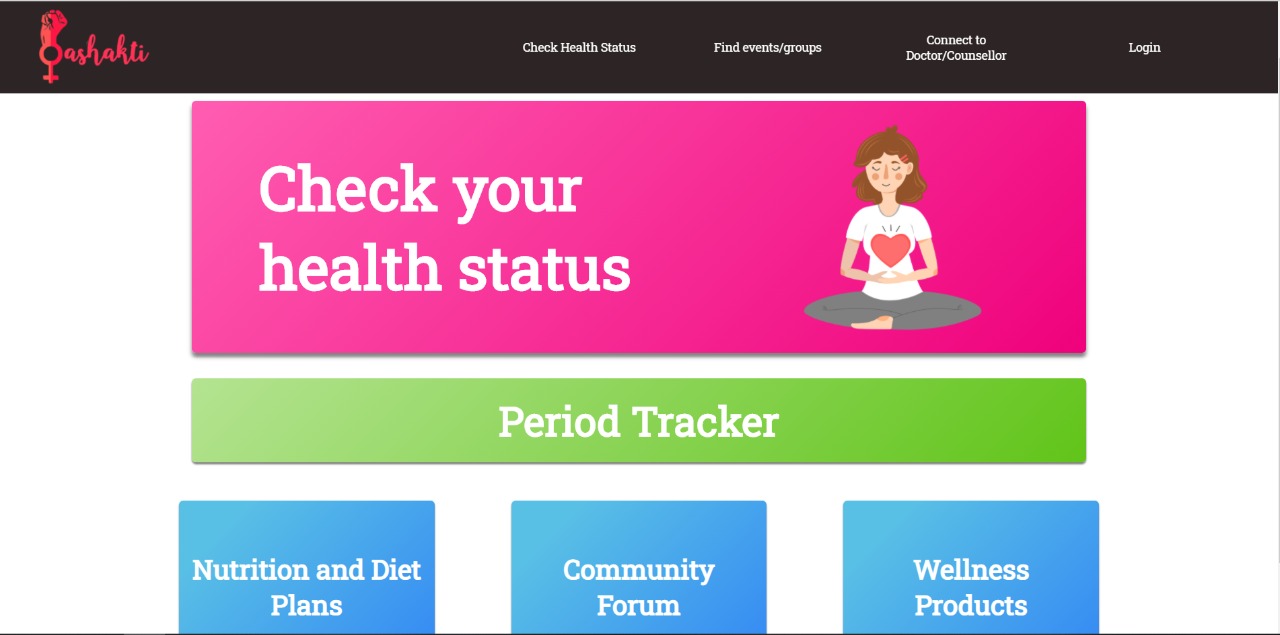 oashakti
Check Health Status
Find events/groups
Connect to
Doctor/Counsellor
Login
Check your
health status
Period Tracker
Nutrition and Diet
Plans
Community
Forum
Wellness
Products